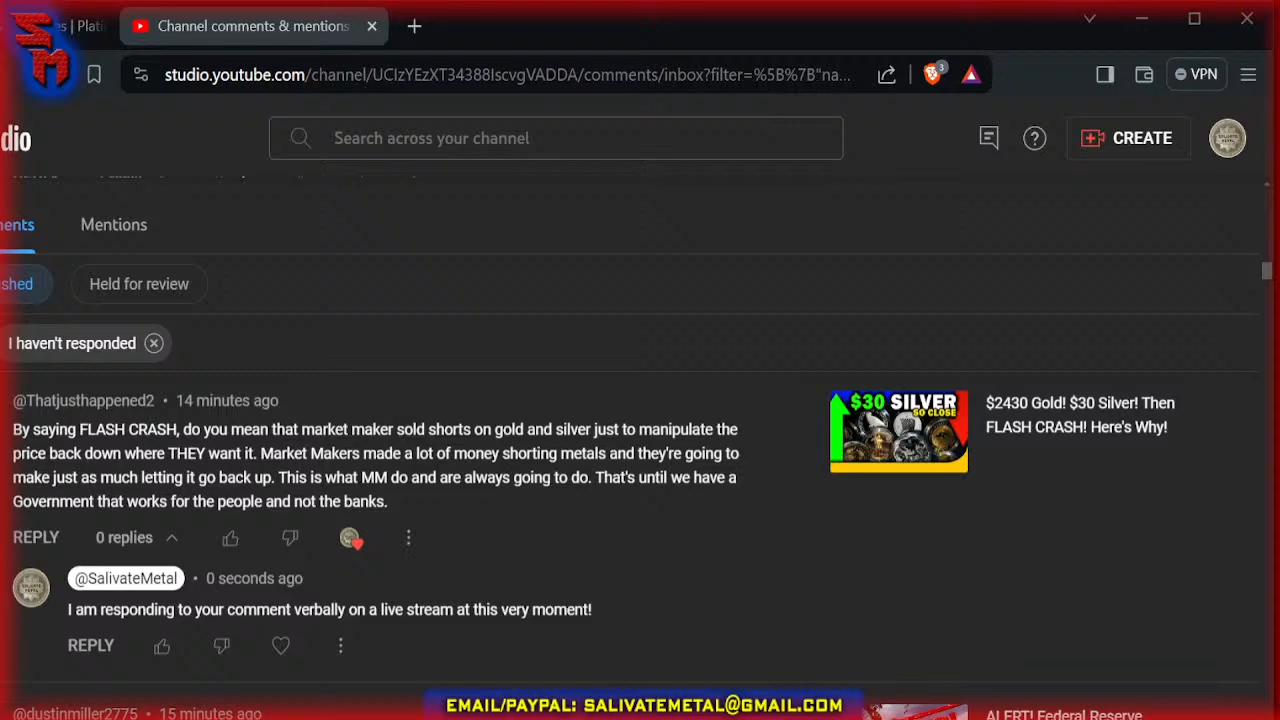 SM
es | Plati
Channel comments & mentions
studio.youtube.com/channel/UCIzYEzXT34388IscvgVADDA/comments/inbox?filter=%5B%7B"na...
3
VPN
dio
Search across your channel
CREATE
ents
Mentions
shed
Held for review
I haven't responded
@Thatjusthappened2 • 14 minutes ago
By saying FLASH CRASH, do you mean that market maker sold shorts on gold and silver just to manipulate the
price back down where THEY want it. Market Makers made a lot of money shorting metals and they're going to
make just as much letting it go back up. This is what MM do and are always going to do. That's until we have a
Government that works for the people and not the banks.
$30 SILVER
SO CLOSE
$2430 Gold! $30 Silver! Then
FLASH CRASH! Here's Why!
REPLY
0 replies
@SalivateMetal • 0 seconds ago
I am responding to your comment verbally on a live stream at this very moment!
REPLY
@dustinmiller2775 • 15 minutes ago
ALERT! Federal Reserve
EMAIL/PAYPAL: SALIVATEMETAL@GMAIL.COM